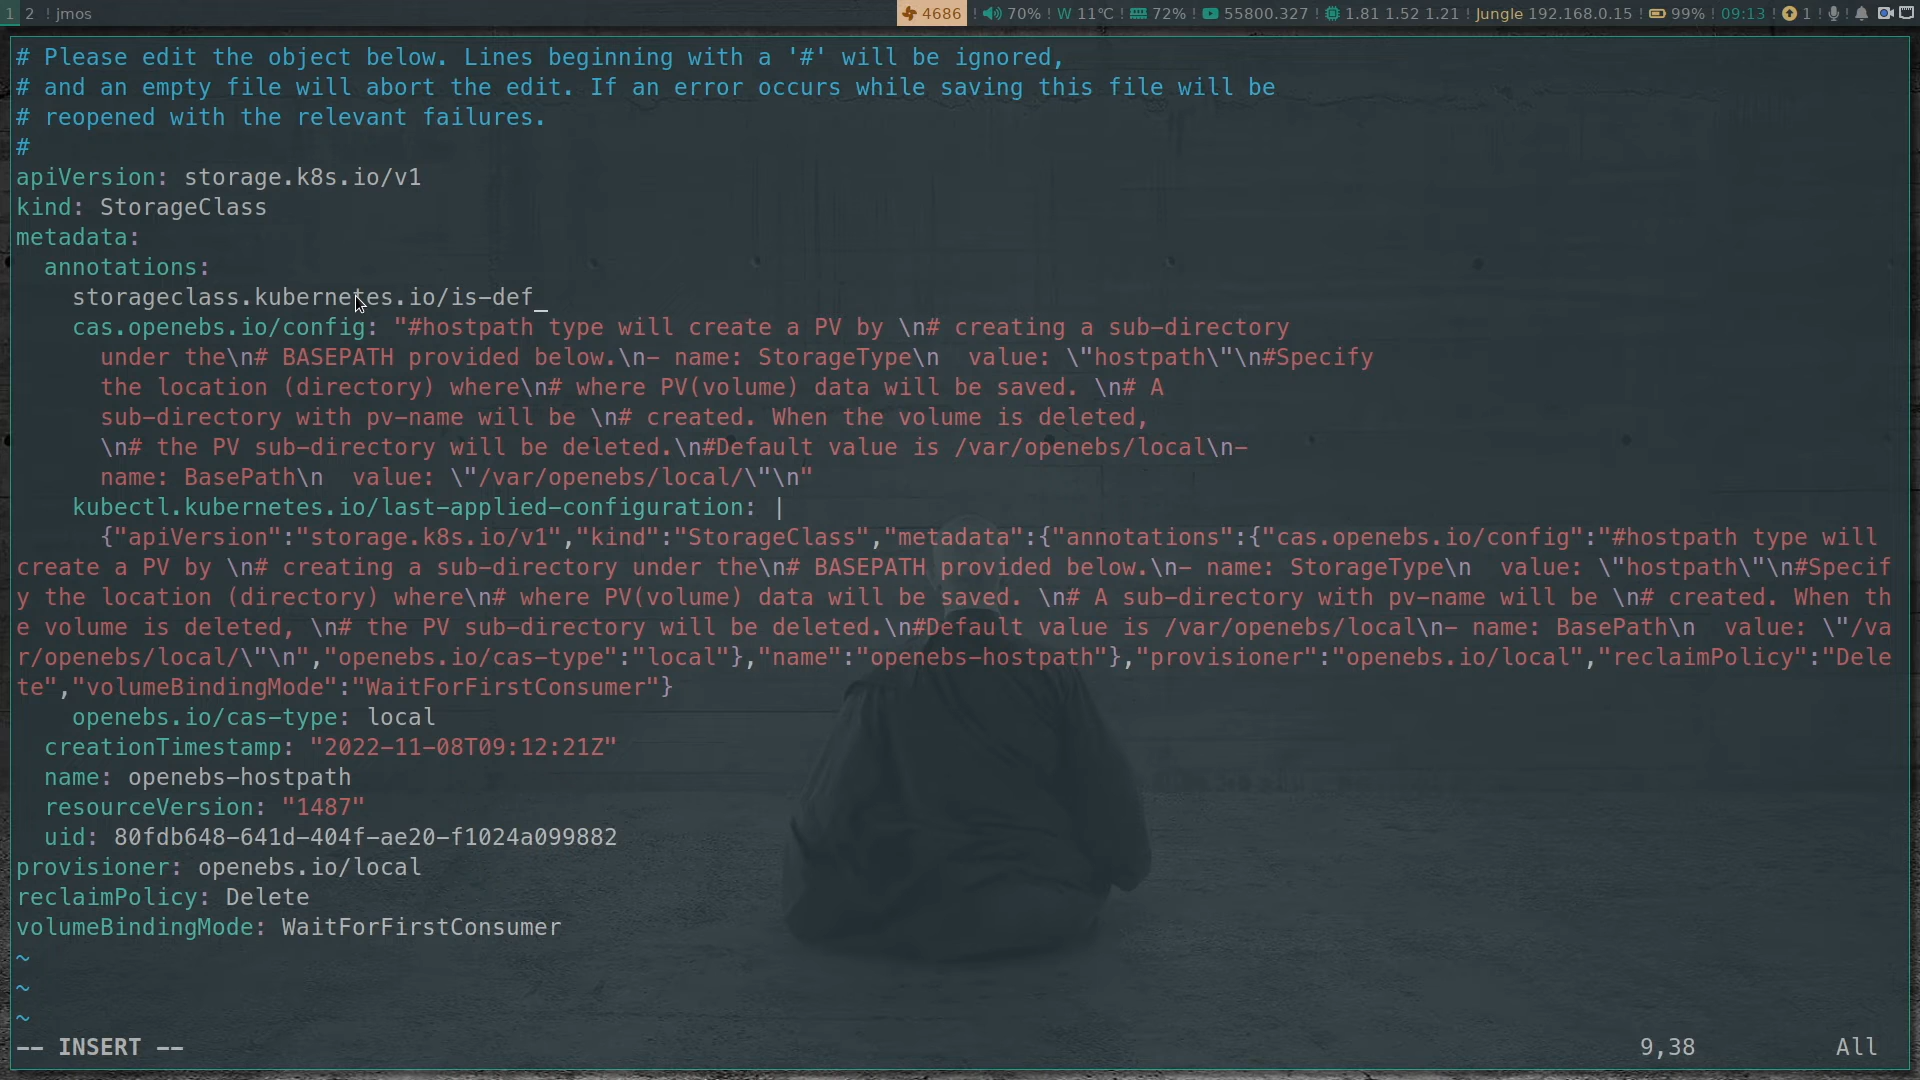 1 2 ! jmos 4686 ! 70% ! W 11℃ ! 72% ! 55800.327 ! 1.81 1.52 1.21 ! Jungle 192.168.0.15 ! 99% ! 09:13 ! 1 ! ! !
# Please edit the object below. Lines beginning with a '#' will be ignored,
# and an empty file will abort the edit. If an error occurs while saving this file will be
# reopened with the relevant failures.
#
apiVersion: storage.k8s.io/v1
kind: StorageClass
metadata:
  annotations:
    storageclass.kubernetes.io/is-def_
    cas.openebs.io/config: "#hostpath type will create a PV by \n# creating a sub-directory
      under the\n# BASEPATH provided below.\n- name: StorageType\n  value: \"hostpath\"\n#Specify
      the location (directory) where\n# where PV(volume) data will be saved. \n# A
      sub-directory with pv-name will be \n# created. When the volume is deleted,
      \n# the PV sub-directory will be deleted.\n#Default value is /var/openebs/local\n-
      name: BasePath\n  value: \"/var/openebs/local/\"\n"
    kubectl.kubernetes.io/last-applied-configuration: |
      {"apiVersion":"storage.k8s.io/v1","kind":"StorageClass","metadata":{"annotations":{"cas.openebs.io/config":"#hostpath type will
create a PV by \n# creating a sub-directory under the\n# BASEPATH provided below.\n- name: StorageType\n  value: \"hostpath\"\n#Specif
y the location (directory) where\n# where PV(volume) data will be saved. \n# A sub-directory with pv-name will be \n# created. When th
e volume is deleted, \n# the PV sub-directory will be deleted.\n#Default value is /var/openebs/local\n- name: BasePath\n  value: \"/va
r/openebs/local/\"\n","openebs.io/cas-type":"local"},"name":"openebs-hostpath"},"provisioner":"openebs.io/local","reclaimPolicy":"Dele
te","volumeBindingMode":"WaitForFirstConsumer"}
    openebs.io/cas-type: local
  creationTimestamp: "2022-11-08T09:12:21Z"
  name: openebs-hostpath
  resourceVersion: "1487"
  uid: 80fdb648-641d-404f-ae20-f1024a099882
provisioner: openebs.io/local
reclaimPolicy: Delete
volumeBindingMode: WaitForFirstConsumer
~
~
~
-- INSERT -- 9,38 All